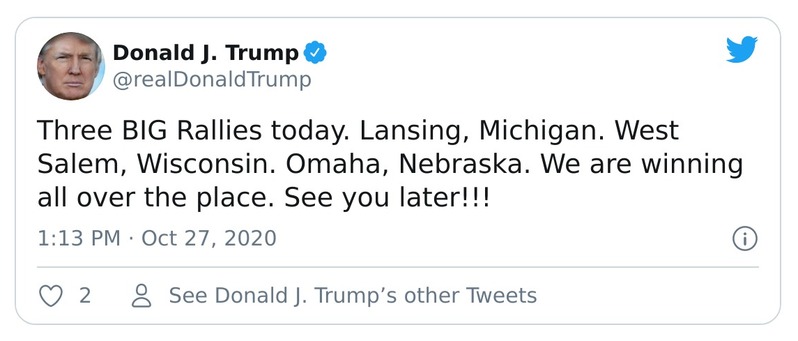 Donald J. Trump
@realDonaldTrump
Three BIG Rallies today. Lansing, Michigan. West
Salem, Wisconsin. Omaha, Nebraska. We are winning
all over the place. See you later!!!
1:13 PM · Oct 27, 2020
2 See Donald J. Trump’s other Tweets